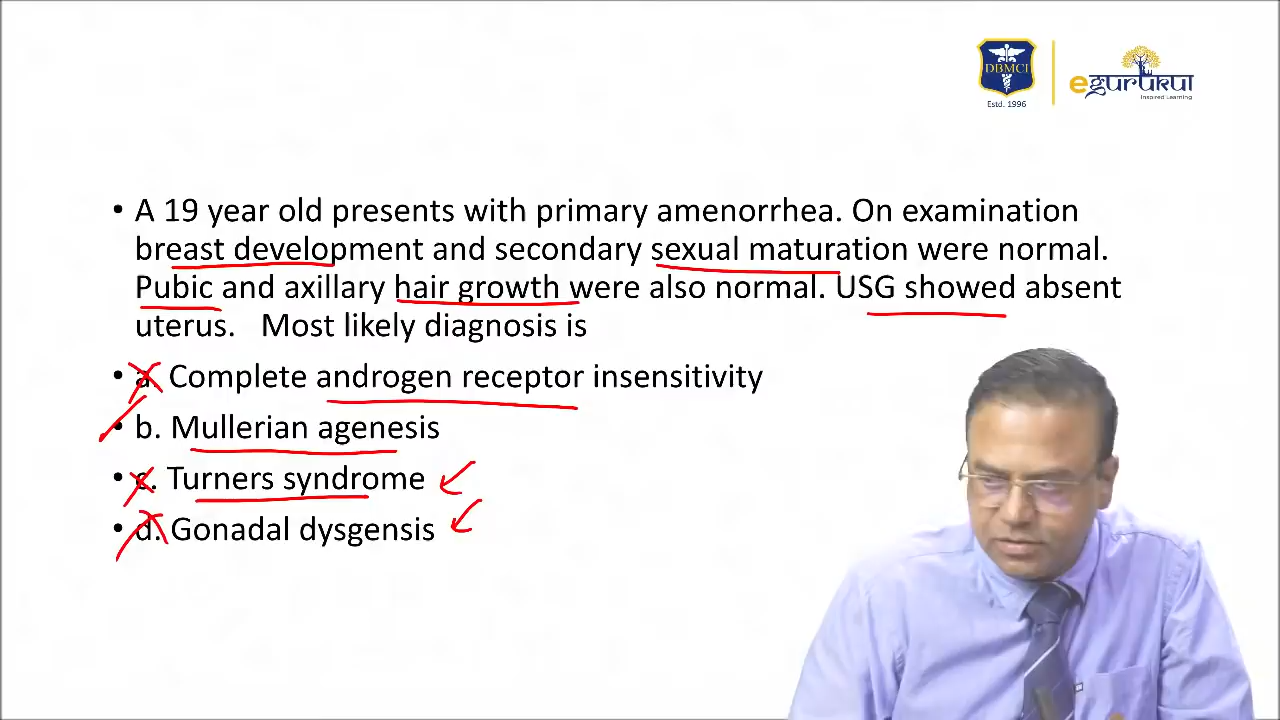 DBMCI
Estd. 1996
egurukul
Inspired Learning
• A 19 year old presents with primary amenorrhea. On examination
breast development and secondary sexual maturation were normal.
Pubic and axillary hair growth were also normal. USG showed absent
uterus. Most likely diagnosis is
• a. Complete androgen receptor insensitivity
• b. Mullerian agenesis
• c. Turners syndrome
• d. Gonadal dysgensis